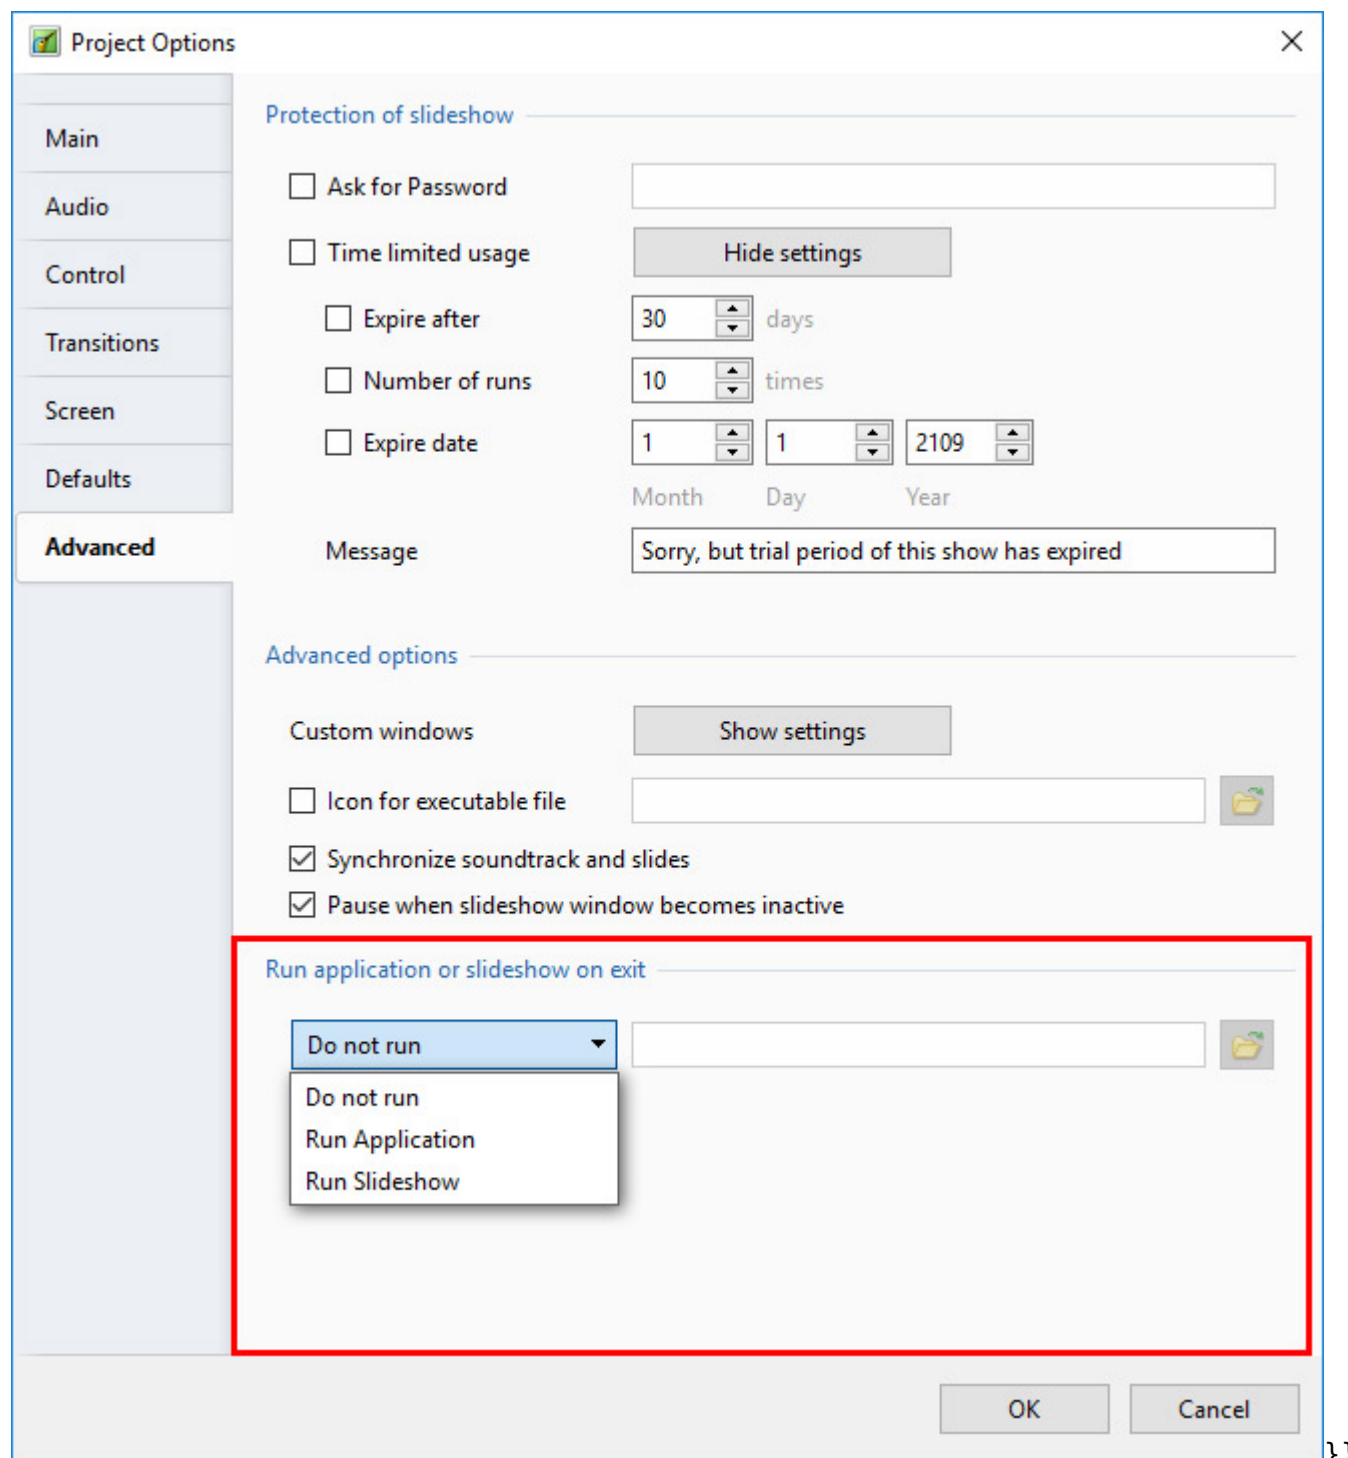 Project Options
Main
Audio
Control
Transitions
Screen
Defaults
Advanced
Protection of slideshow
Ask for Password
Time limited usage Hide settings
Expire after 30 days
Number of runs 10 times
Expire date 1 1 2109
Month Day Year
Message Sorry, but trial period of this show has expired
Advanced options
Custom windows Show settings
Icon for executable file
Synchronize soundtrack and slides
Pause when slideshow window becomes inactive
Run application or slideshow on exit
Do not run
Do not run
Run Application
Run Slideshow
OK Cancel
}}